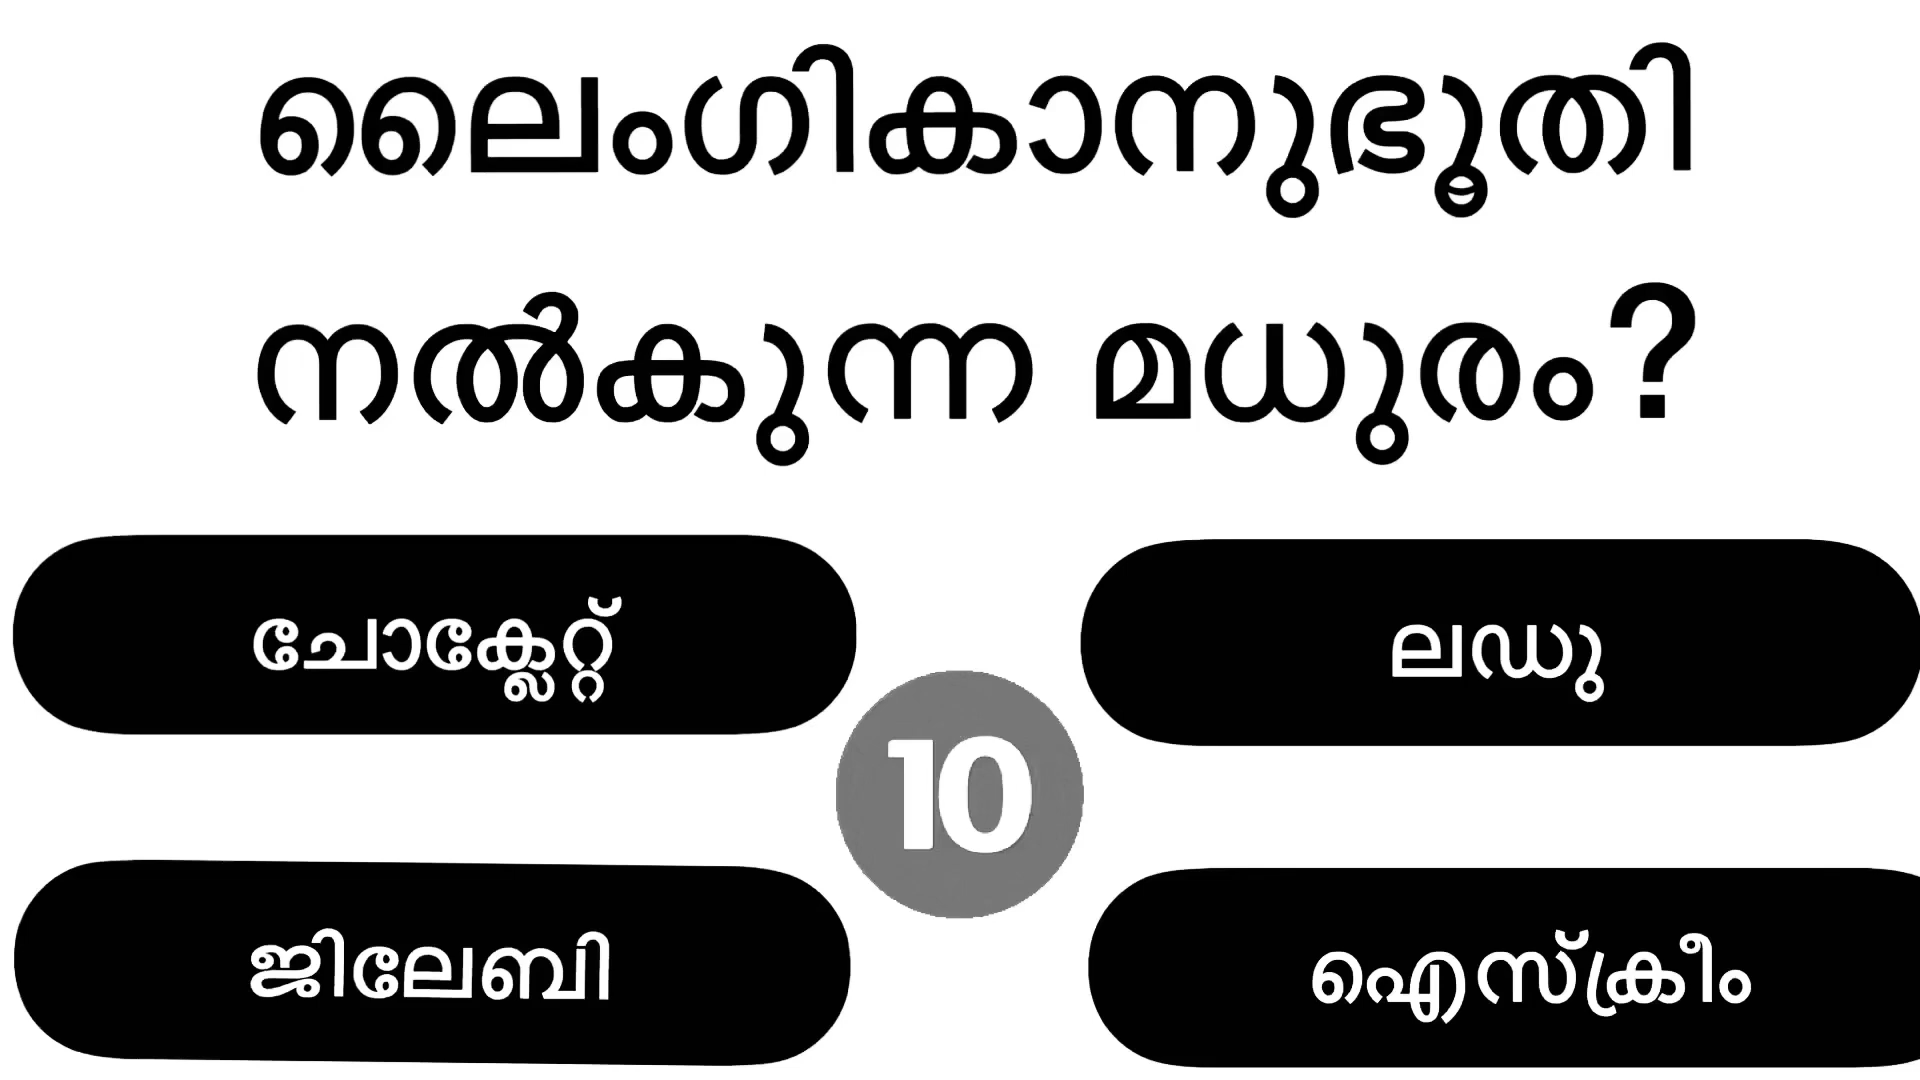 ലൈംഗികാനുഭൂതി
നൽകുന്ന മധുരം?
ചോക്ലേറ്റ്
ലഡു
10
ജിലേബി
ഐസ്ക്രീം